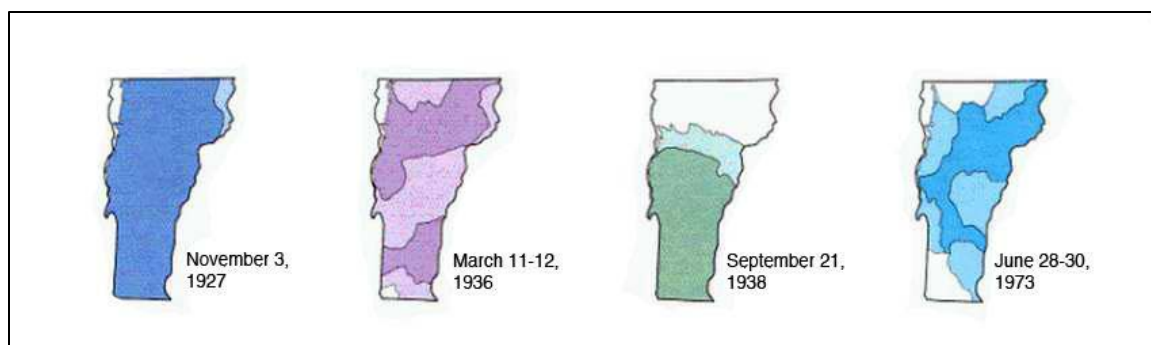 November 3,
1927
March 11-12,
1936
September 21,
1938
June 28-30,
1973